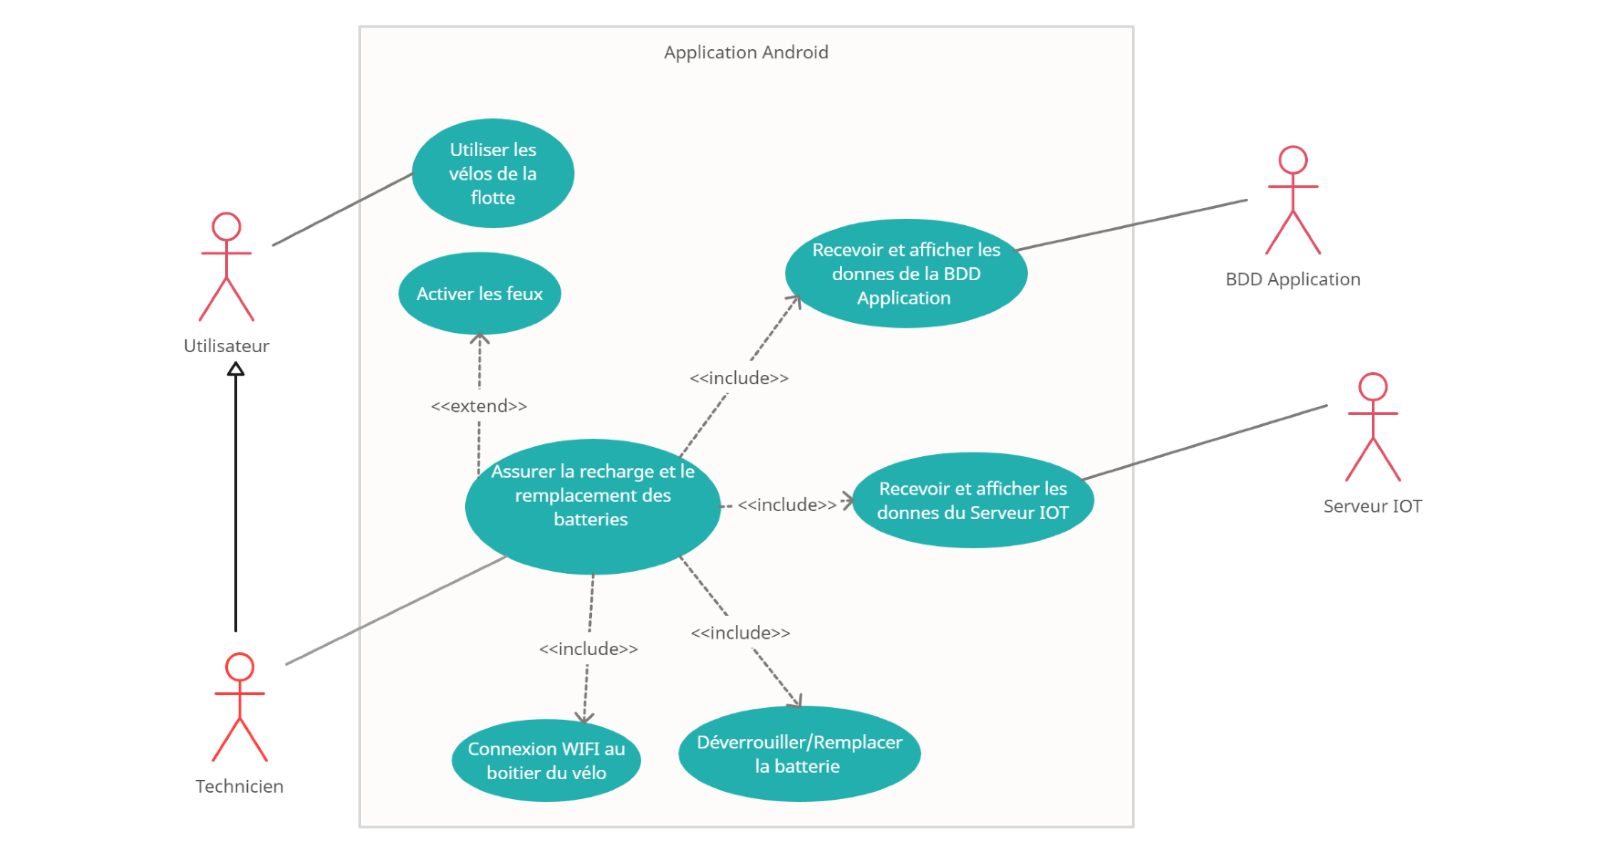 Application Android
Utiliser les
vélos de la
flotte
Activer les feux
Utilisateur
Recevoir et afficher les
donnes de la BDD
Application
BDD Application
<<include>>
<<extend>>
Assurer la recharge et le
remplacement des
batteries
<<include>>
Recevoir et afficher les
donnes du Serveur IOT
Serveur IOT
<<include>>
<<include>>
Connexion WIFI au
boitier du vélo
Déverrouiller/Remplacer
la batterie
Technicien